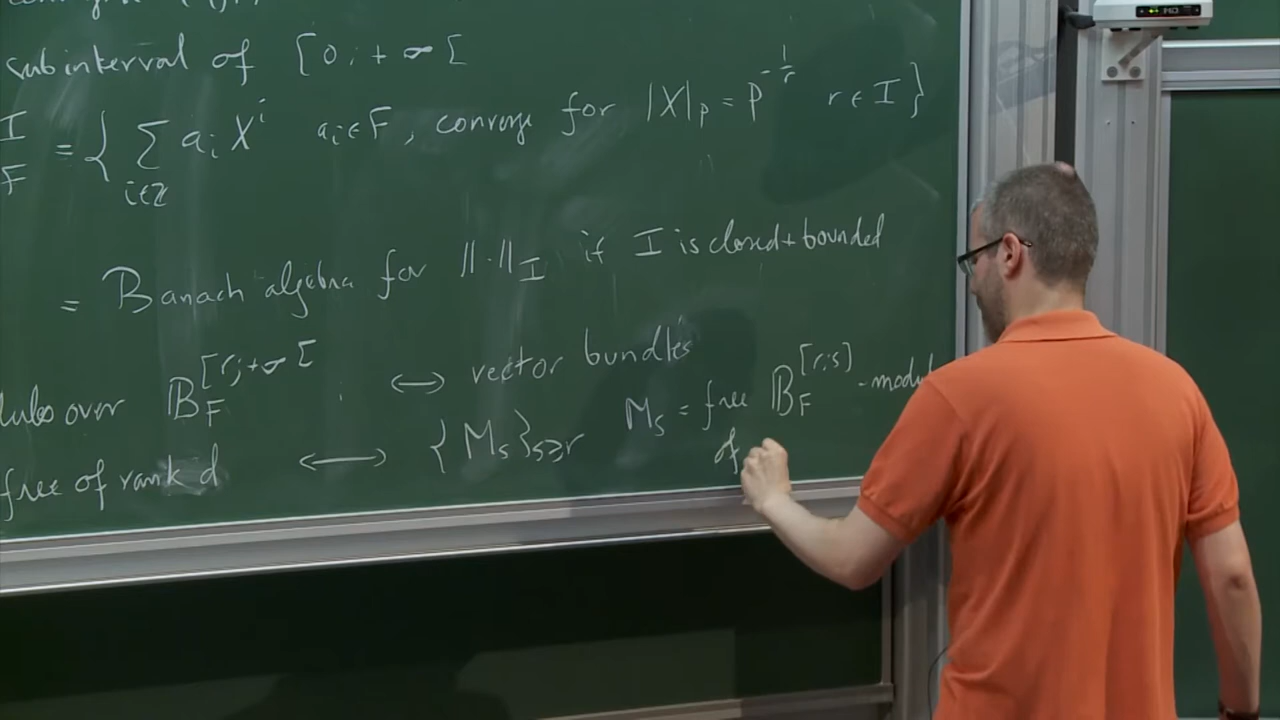 subinterval of [0; +∞[
I F = { ∑ i∈ℤ aᵢ Xⁱ aᵢ∈F, converge for |X|ₚ = p^{-1/r} r∈I }
= Banach algebra for ‖·‖_I if I is closed + bounded
over 𝔹_F^{[r;+∞[} ↔ vector bundles
free of rank d ⟷ {M_s}_{s≥r} M_s = free 𝔹_F^{[r;s]} -modul
of